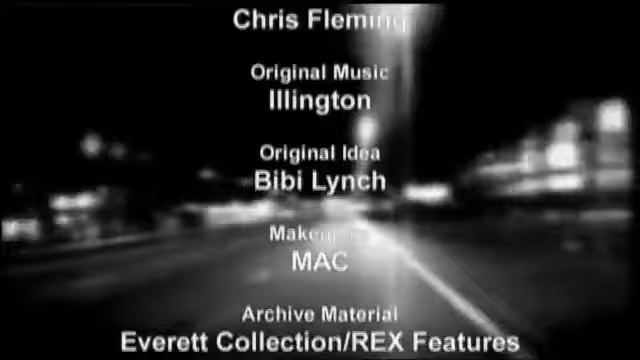 Chris Fleming
Original Music
Illington
Original Idea
Bibi Lynch
MAC
Archive Material
Everett Collection/REX Features